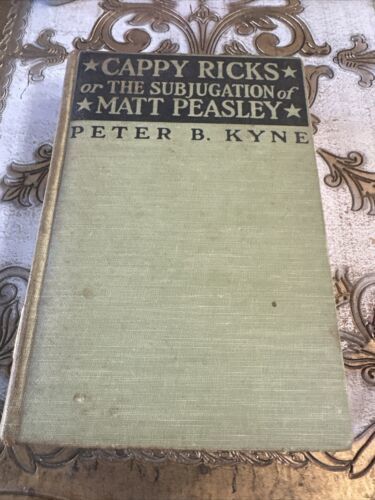 ★ CAPPY RICKS ★
or THE SUBJUGATION of
★ MATT PEASLEY ★
PETER B. KYNE